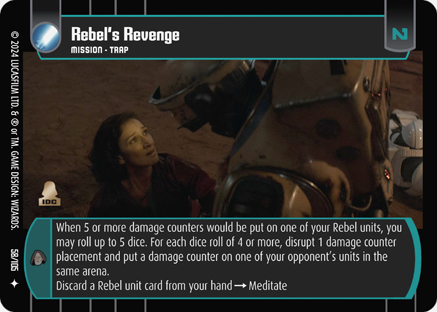 Rebel's Revenge
MISSION - TRAP
N
© 2024 LUCASFILM LTD. & ® or TM. GAME DESIGN: WIZARDS.
IDC
58/105
When 5 or more damage counters would be put on one of your Rebel units, you
may roll up to 5 dice. For each dice roll of 4 or more, disrupt 1 damage counter
placement and put a damage counter on one of your opponent's units in the
same arena.
Discard a Rebel unit card from your hand → Meditate